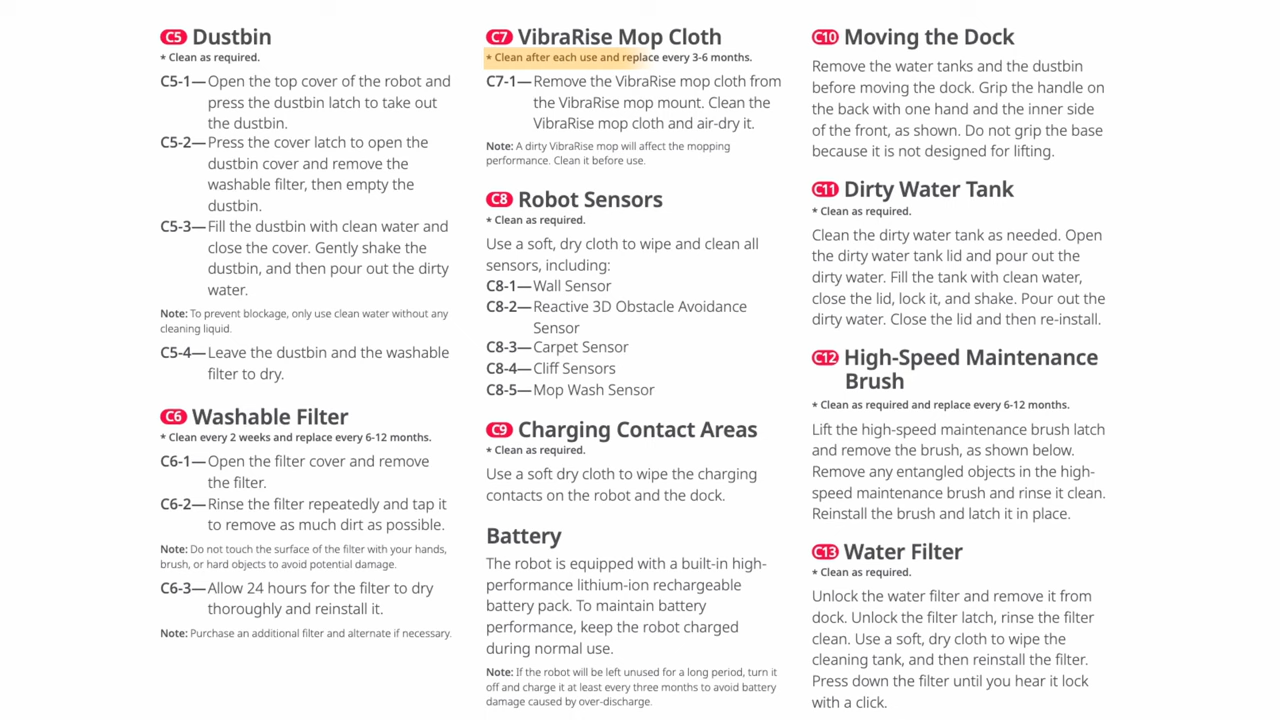 C5 Dustbin
* Clean as required.
C5-1—Open the top cover of the robot and
press the dustbin latch to take out
the dustbin.
C5-2—Press the cover latch to open the
dustbin cover and remove the
washable filter, then empty the
dustbin.
C5-3—Fill the dustbin with clean water and
close the cover. Gently shake the
dustbin, and then pour out the dirty
water.
Note: To prevent blockage, only use clean water without any
cleaning liquid.
C5-4—Leave the dustbin and the washable
filter to dry.
C6 Washable Filter
* Clean every 2 weeks and replace every 6-12 months.
C6-1—Open the filter cover and remove
the filter.
C6-2—Rinse the filter repeatedly and tap it
to remove as much dirt as possible.
Note: Do not touch the surface of the filter with your hands,
brush, or hard objects to avoid potential damage.
C6-3—Allow 24 hours for the filter to dry
thoroughly and reinstall it.
Note: Purchase an additional filter and alternate if necessary.
C7 VibraRise Mop Cloth
* Clean after each use and replace every 3-6 months.
C7-1—Remove the VibraRise mop cloth from
the VibraRise mop mount. Clean the
VibraRise mop cloth and air-dry it.
Note: A dirty VibraRise mop will affect the mopping
performance. Clean it before use.
C8 Robot Sensors
* Clean as required.
Use a soft, dry cloth to wipe and clean all
sensors, including:
C8-1—Wall Sensor
C8-2—Reactive 3D Obstacle Avoidance
Sensor
C8-3—Carpet Sensor
C8-4—Cliff Sensors
C8-5—Mop Wash Sensor
C9 Charging Contact Areas
* Clean as required.
Use a soft dry cloth to wipe the charging
contacts on the robot and the dock.
Battery
The robot is equipped with a built-in high-
performance lithium-ion rechargeable
battery pack. To maintain battery
performance, keep the robot charged
during normal use.
Note: If the robot will be left unused for a long period, turn it
off and charge it at least every three months to avoid battery
damage caused by over-discharge.
C10 Moving the Dock
Remove the water tanks and the dustbin
before moving the dock. Grip the handle on
the back with one hand and the inner side
of the front, as shown. Do not grip the base
because it is not designed for lifting.
C11 Dirty Water Tank
* Clean as required.
Clean the dirty water tank as needed. Open
the dirty water tank lid and pour out the
dirty water. Fill the tank with clean water,
close the lid, lock it, and shake. Pour out the
dirty water. Close the lid and then re-install.
C12 High-Speed Maintenance
Brush
* Clean as required and replace every 6-12 months.
Lift the high-speed maintenance brush latch
and remove the brush, as shown below.
Remove any entangled objects in the high-
speed maintenance brush and rinse it clean.
Reinstall the brush and latch it in place.
C13 Water Filter
* Clean as required.
Unlock the water filter and remove it from
dock. Unlock the filter latch, rinse the filter
clean. Use a soft, dry cloth to wipe the
cleaning tank, and then reinstall the filter.
Press down the filter until you hear it lock
with a click.